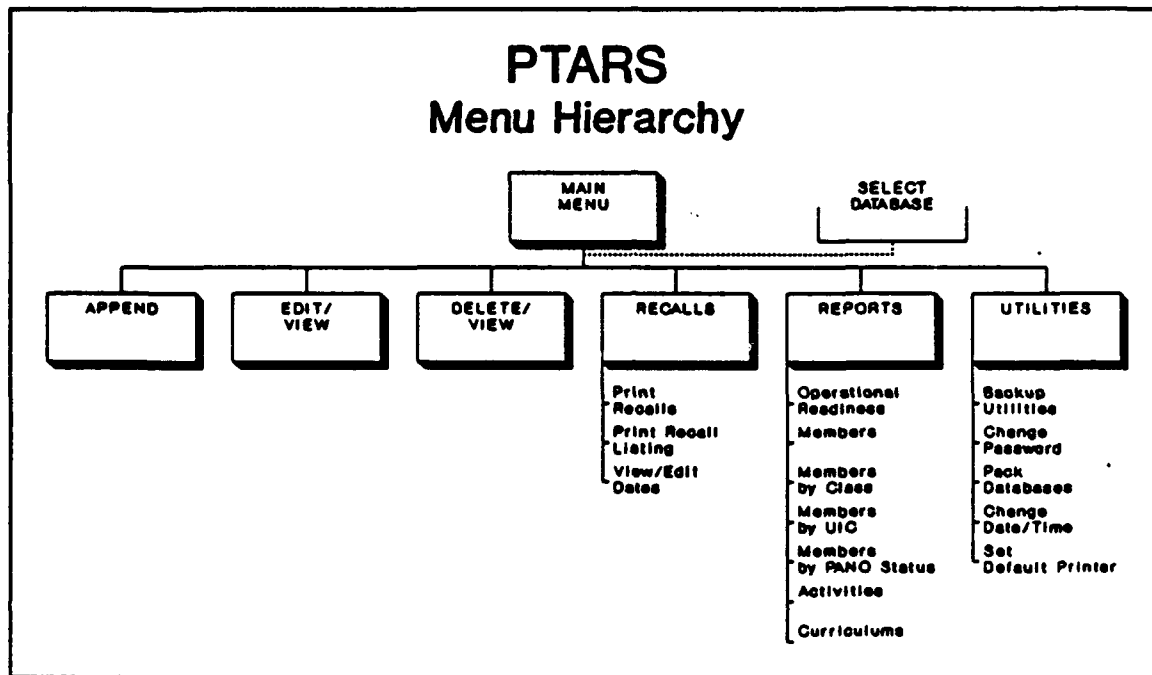 PTARS
Menu Hierarchy
MAIN
MENU
SELECT
DATABASE
APPEND
EDIT/
VIEW
DELETE/
VIEW
RECALLS
REPORTS
UTILITIES
Print
Recalls
Print Recall
Listing
View/Edit
Dates
Operational
Readiness
Members
Members
by Class
Members
by UIC
Members
by PANO Status
Activities
Curriculums
Backup
Utilities
Change
Password
Pack
Databases
Change
Date/Time
Set
Default Printer